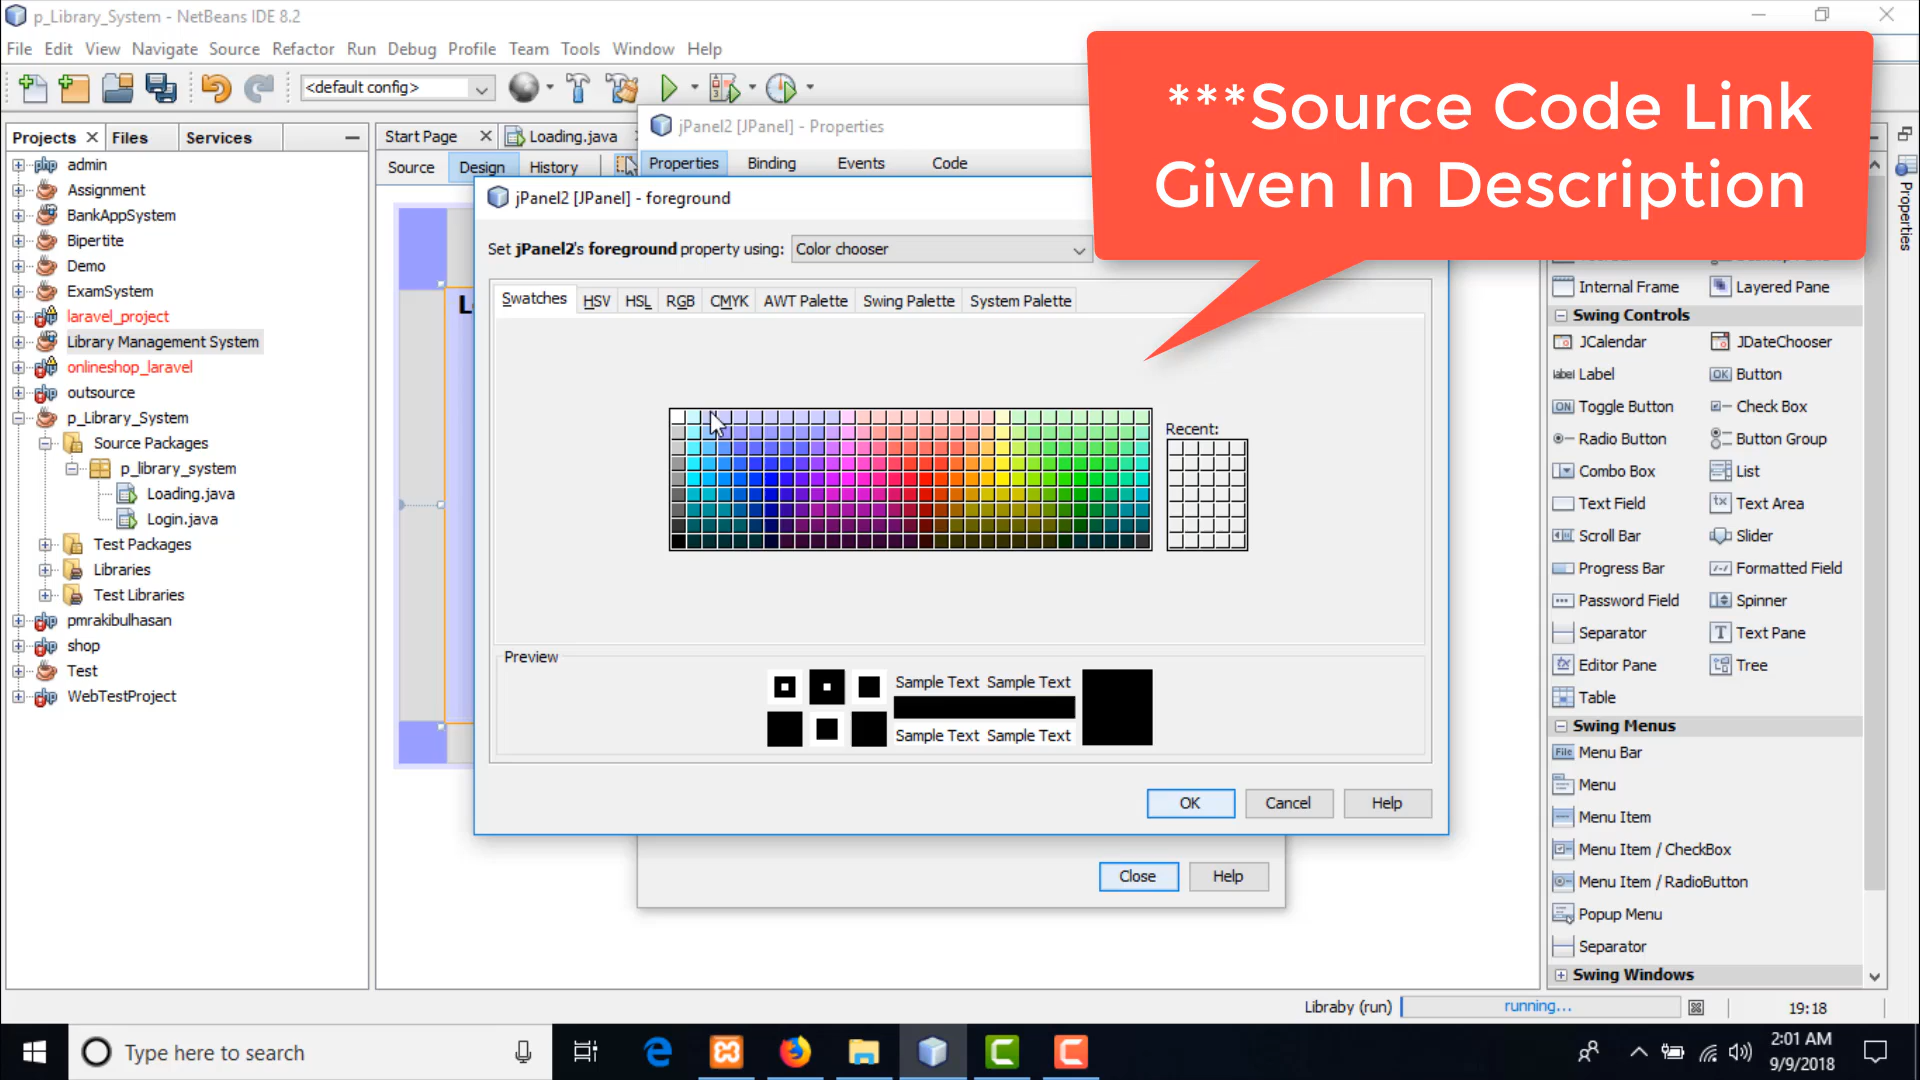 p_Library_System - NetBeans IDE 8.2
File Edit View Navigate Source Refactor Run Debug Profile Team Tools Window Help
<default config>
***Source Code Link
Given In Description
Projects Files Services
admin
Assignment
BankAppSystem
Bipertite
Demo
ExamSystem
laravel_project
Library Management System
onlineshop_laravel
outsource
p_Library_System
Source Packages
p_library_system
Loading.java
Login.java
Test Packages
Libraries
Test Libraries
pmrakibulhasan
shop
Test
WebTestProject
Start Page Loading.java
Source Design History
jPanel2 [JPanel] - Properties
Properties Binding Events Code
jPanel2 [JPanel] - foreground
Set jPanel2's foreground property using: Color chooser
Swatches HSV HSL RGB CMYK AWT Palette Swing Palette System Palette
Recent:
Preview
Sample Text Sample Text
Sample Text Sample Text
OK Cancel Help
Close Help
Properties
Internal Frame Layered Pane
Swing Controls
JCalendar JDateChooser
label Label OK Button
ON Toggle Button Check Box
Radio Button Button Group
Combo Box List
Text Field Text Area
Scroll Bar Slider
Progress Bar Formatted Field
Password Field Spinner
Separator Text Pane
Editor Pane Tree
Table
Swing Menus
File Menu Bar
Menu
Menu Item
Menu Item / CheckBox
Menu Item / RadioButton
Popup Menu
Separator
Swing Windows
Libraby (run) running... 19:18
Type here to search
2:01 AM
9/9/2018